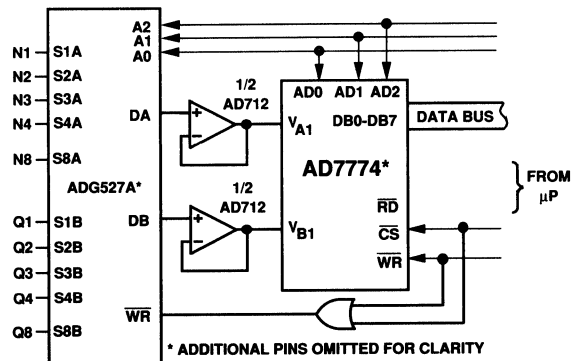 A2
A1
A0
N1 S1A
N2 S2A
N3 S3A
N4 S4A
N8 S8A
DA
1/2
AD712
+
–
AD0 AD1 AD2
DB0-DB7
DATA BUS
VA1
AD7774*
ADG527A*
1/2
AD712
+
–
DB
VB1
RD
CS
WR
FROM
µP
Q1 S1B
Q2 S2B
Q3 S3B
Q4 S4B
Q8 S8B
WR
* ADDITIONAL PINS OMITTED FOR CLARITY